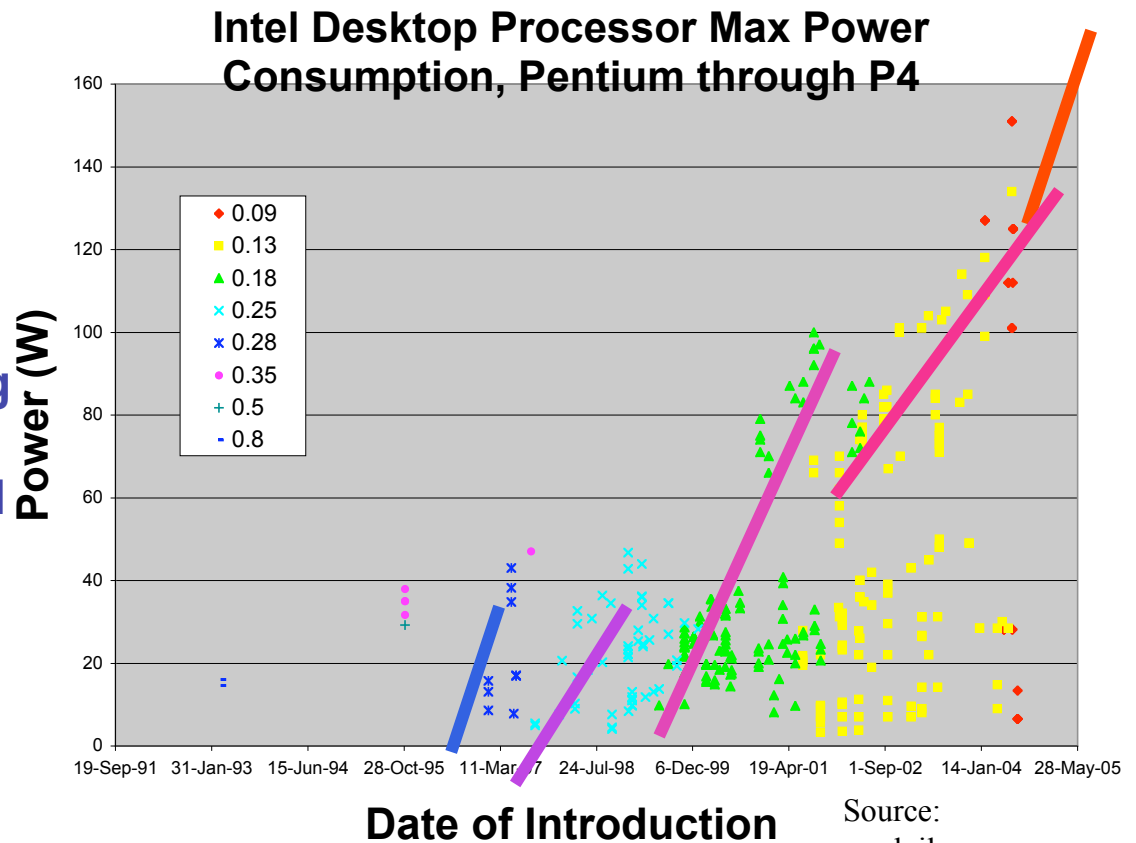 Intel Desktop Processor Max Power
Consumption, Pentium through P4
160
140
120
100
80
60
40
20
0
Power (W)
0.09
0.13
0.18
0.25
0.28
0.35
0.5
0.8
19-Sep-91 31-Jan-93 15-Jun-94 28-Oct-95 11-Mar-97 24-Jul-98 6-Dec-99 19-Apr-01 1-Sep-02 14-Jan-04 28-May-05
Date of Introduction
Source: